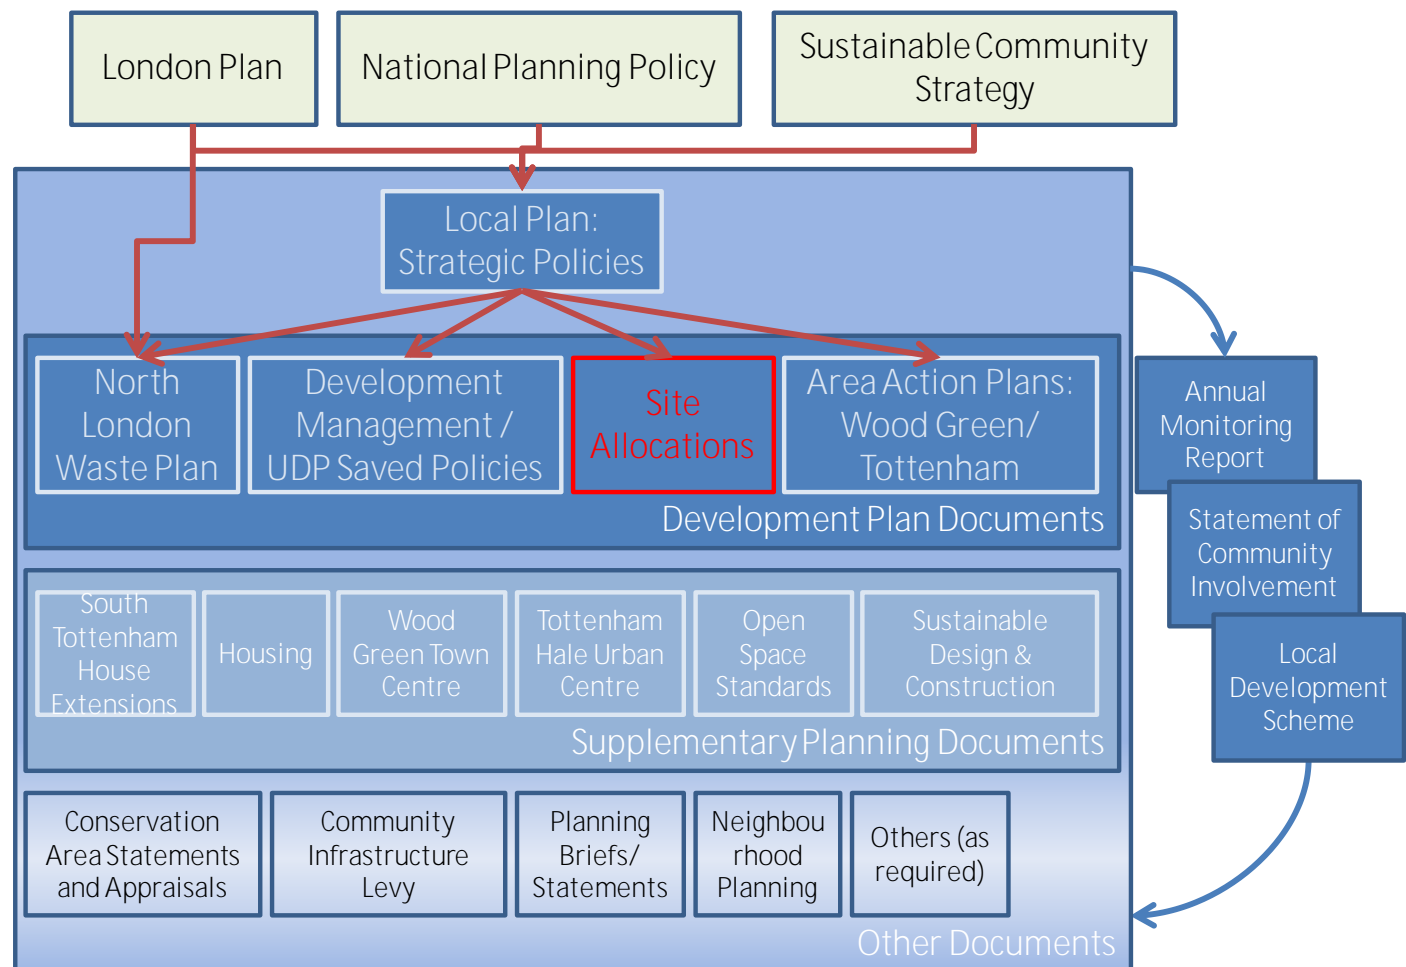 London Plan
National Planning Policy
Sustainable Community
Strategy
Local Plan:
Strategic Policies
North
London
Waste Plan
Development
Management /
UDP Saved Policies
Site
Allocations
Area Action Plans:
Wood Green/
Tottenham
Development Plan Documents
Annual
Monitoring
Report
Statement of
Community
Involvement
Local
Development
Scheme
South
Tottenham
House
Extensions
Housing
Wood
Green Town
Centre
Tottenham
Hale Urban
Centre
Open
Space
Standards
Sustainable
Design &
Construction
Supplementary Planning Documents
Conservation
Area Statements
and Appraisals
Community
Infrastructure
Levy
Planning
Briefs/
Statements
Neighbou
rhood
Planning
Others (as
required)
Other Documents